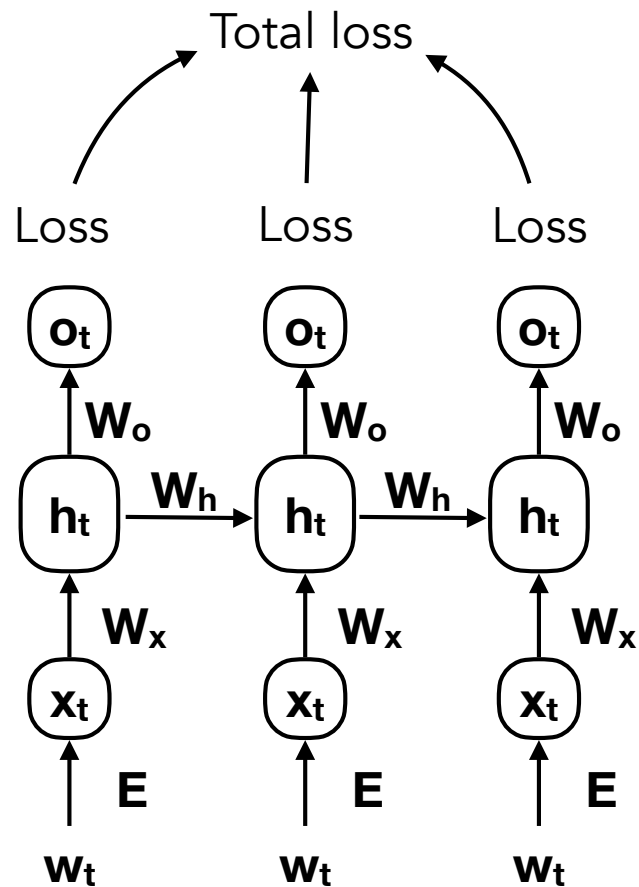 Total loss
Loss Loss Loss
oₜ oₜ oₜ
Wₒ Wₒ Wₒ
Wₕ Wₕ
hₜ hₜ hₜ
Wₓ Wₓ Wₓ
xₜ xₜ xₜ
E E E
wₜ wₜ wₜ